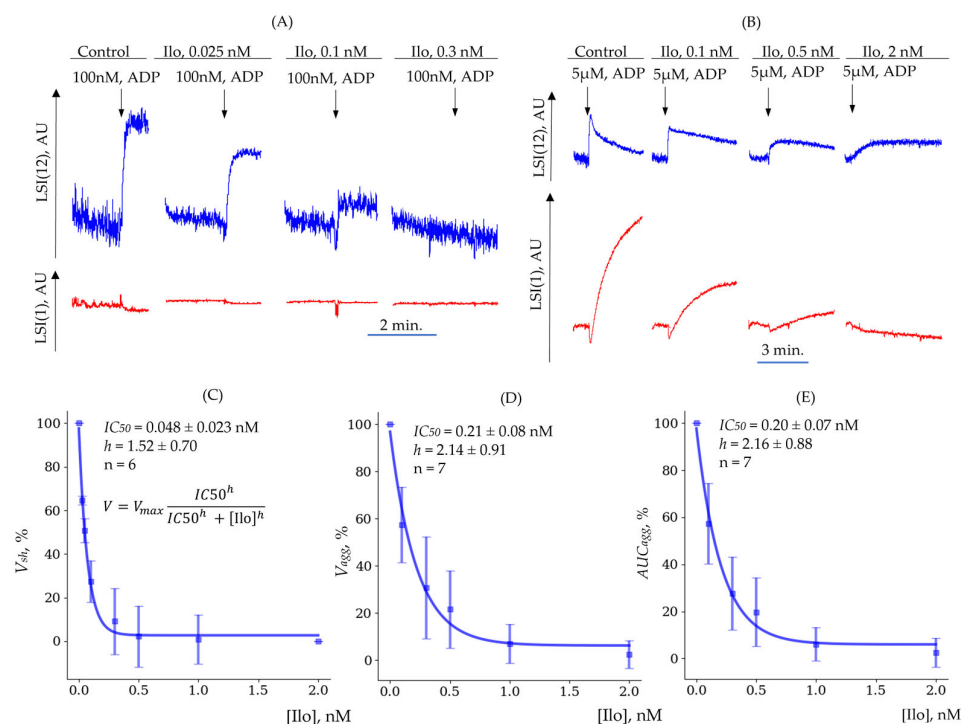 (A)
Control
Ilo, 0.025 nM
Ilo, 0.1 nM
Ilo, 0.3 nM
100nM, ADP
100nM, ADP
100nM, ADP
100nM, ADP
LSI(12), AU
LSI(1), AU
2 min.
(B)
Control
Ilo, 0.1 nM
Ilo, 0.5 nM
Ilo, 2 nM
5µM, ADP
5µM, ADP
5µM, ADP
5µM, ADP
LSI(12), AU
LSI(1), AU
3 min.
(C)
IC50 = 0.048 ± 0.023 nM
h = 1.52 ± 0.70
n = 6
V = Vmax IC50^h / (IC50^h + [Ilo]^h)
Vsh, %
100
80
60
40
20
0
0.0
0.5
1.0
1.5
2.0
[Ilo], nM
(D)
IC50 = 0.21 ± 0.08 nM
h = 2.14 ± 0.91
n = 7
Vagg, %
100
80
60
40
20
0
0.0
0.5
1.0
1.5
2.0
[Ilo], nM
(E)
IC50 = 0.20 ± 0.07 nM
h = 2.16 ± 0.88
n = 7
AUCagg, %
100
80
60
40
20
0
0.0
0.5
1.0
1.5
2.0
[Ilo], nM